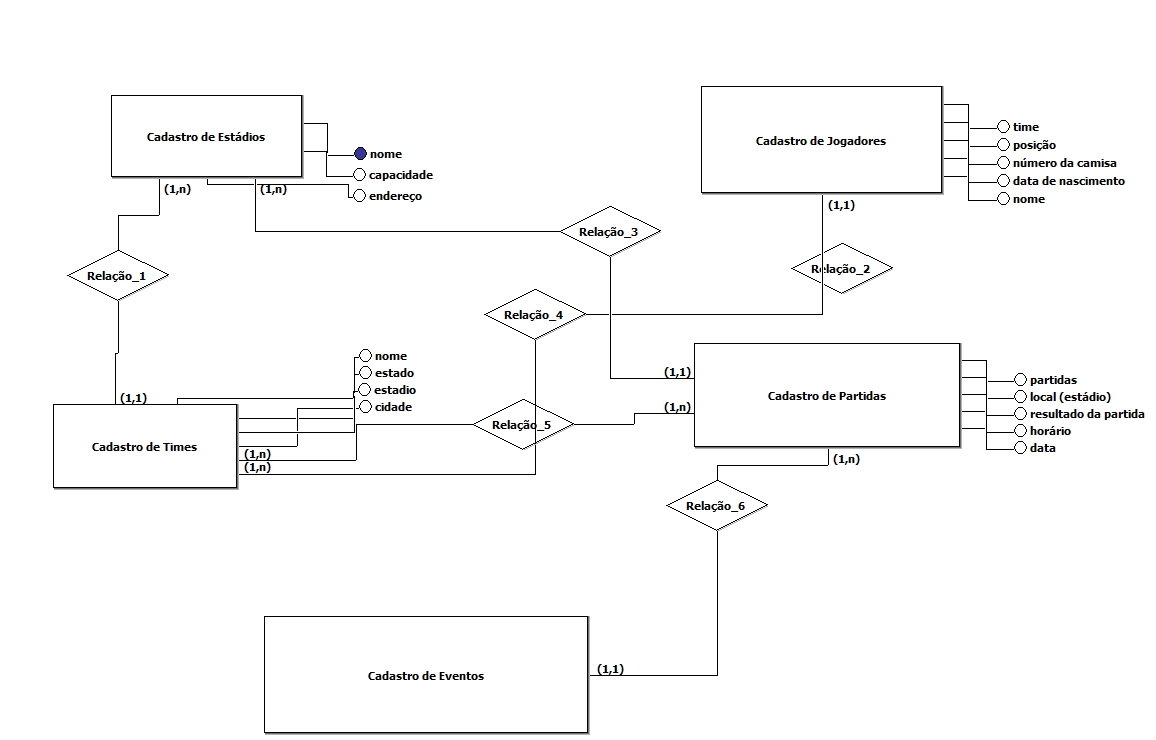 Cadastro de Estádios
nome
capacidade
endereço
(1,n)
(1,n)
Cadastro de Jogadores
time
posição
número da camisa
data de nascimento
nome
(1,1)
Relação_3
Relação_1
Relação_2
Relação_4
nome
estado
estadio
cidade
(1,1)
Cadastro de Times
(1,n)
(1,n)
Relação_5
(1,1)
(1,n)
Cadastro de Partidas
partidas
local (estádio)
resultado da partida
horário
data
(1,n)
Relação_6
Cadastro de Eventos
(1,1)